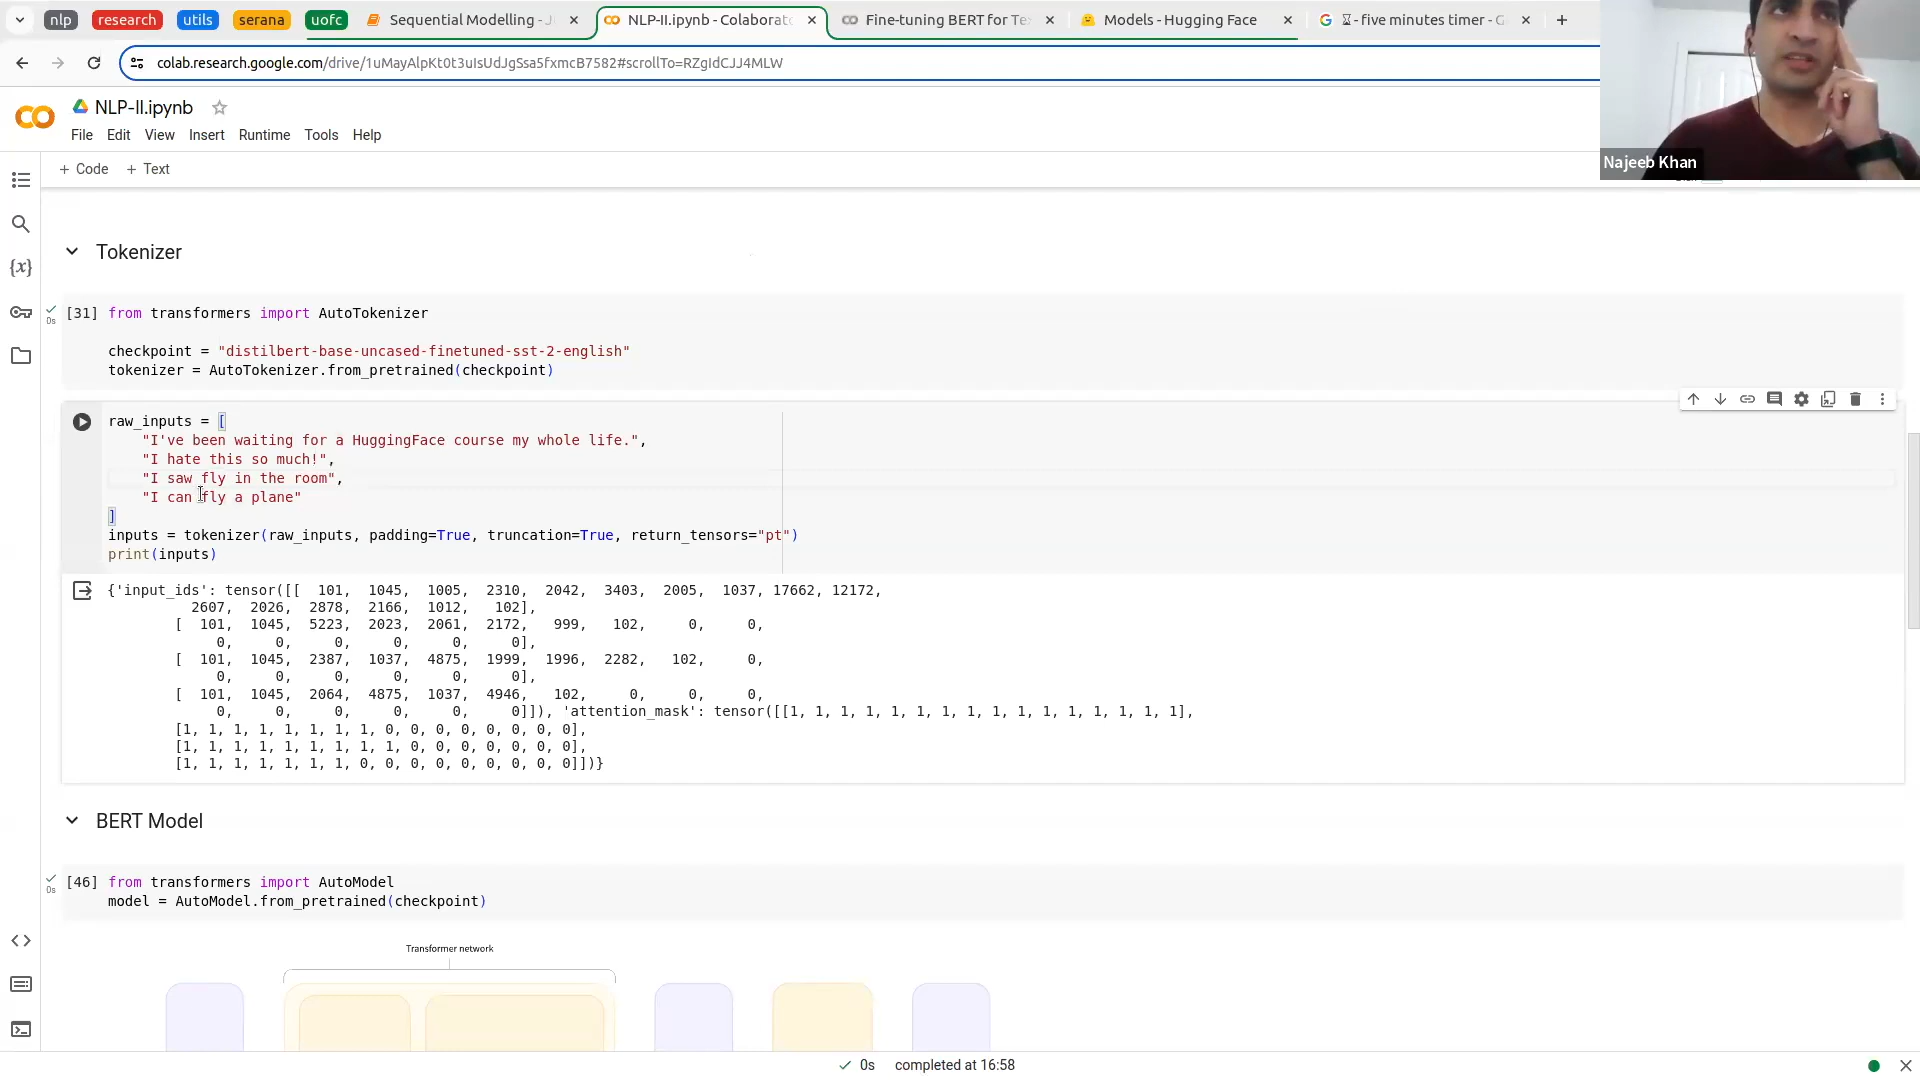 nlp research utils serana uofc Sequential Modelling - J NLP-II.ipynb - Colaborat Fine-tuning BERT for Te Models - Hugging Face - five minutes timer - G
colab.research.google.com/drive/1uMayAlpKt0t3uIsUdJgSsa5fxmcB7582#scrollTo=RZgIdCJJ4MLW
NLP-II.ipynb
File Edit View Insert Runtime Tools Help
+ Code + Text
Najeeb Khan
Tokenizer
[31] from transformers import AutoTokenizer
0s
checkpoint = "distilbert-base-uncased-finetuned-sst-2-english"
tokenizer = AutoTokenizer.from_pretrained(checkpoint)
raw_inputs = [
"I've been waiting for a HuggingFace course my whole life.",
"I hate this so much!",
"I saw fly in the room",
"I can fly a plane"
]
inputs = tokenizer(raw_inputs, padding=True, truncation=True, return_tensors="pt")
print(inputs)
{'input_ids': tensor([[ 101, 1045, 1005, 2310, 2042, 3403, 2005, 1037, 17662, 12172,
2607, 2026, 2878, 2166, 1012, 102],
[ 101, 1045, 5223, 2023, 2061, 2172, 999, 102, 0, 0,
0, 0, 0, 0, 0, 0],
[ 101, 1045, 2387, 1037, 4875, 1999, 1996, 2282, 102, 0,
0, 0, 0, 0, 0, 0],
[ 101, 1045, 2064, 4875, 1037, 4946, 102, 0, 0, 0,
0, 0, 0, 0, 0, 0]]), 'attention_mask': tensor([[1, 1, 1, 1, 1, 1, 1, 1, 1, 1, 1, 1, 1, 1, 1, 1],
[1, 1, 1, 1, 1, 1, 1, 1, 0, 0, 0, 0, 0, 0, 0, 0],
[1, 1, 1, 1, 1, 1, 1, 1, 1, 0, 0, 0, 0, 0, 0, 0],
[1, 1, 1, 1, 1, 1, 1, 0, 0, 0, 0, 0, 0, 0, 0, 0]])}
BERT Model
[46] from transformers import AutoModel
0s
model = AutoModel.from_pretrained(checkpoint)
Transformer network
0s completed at 16:58